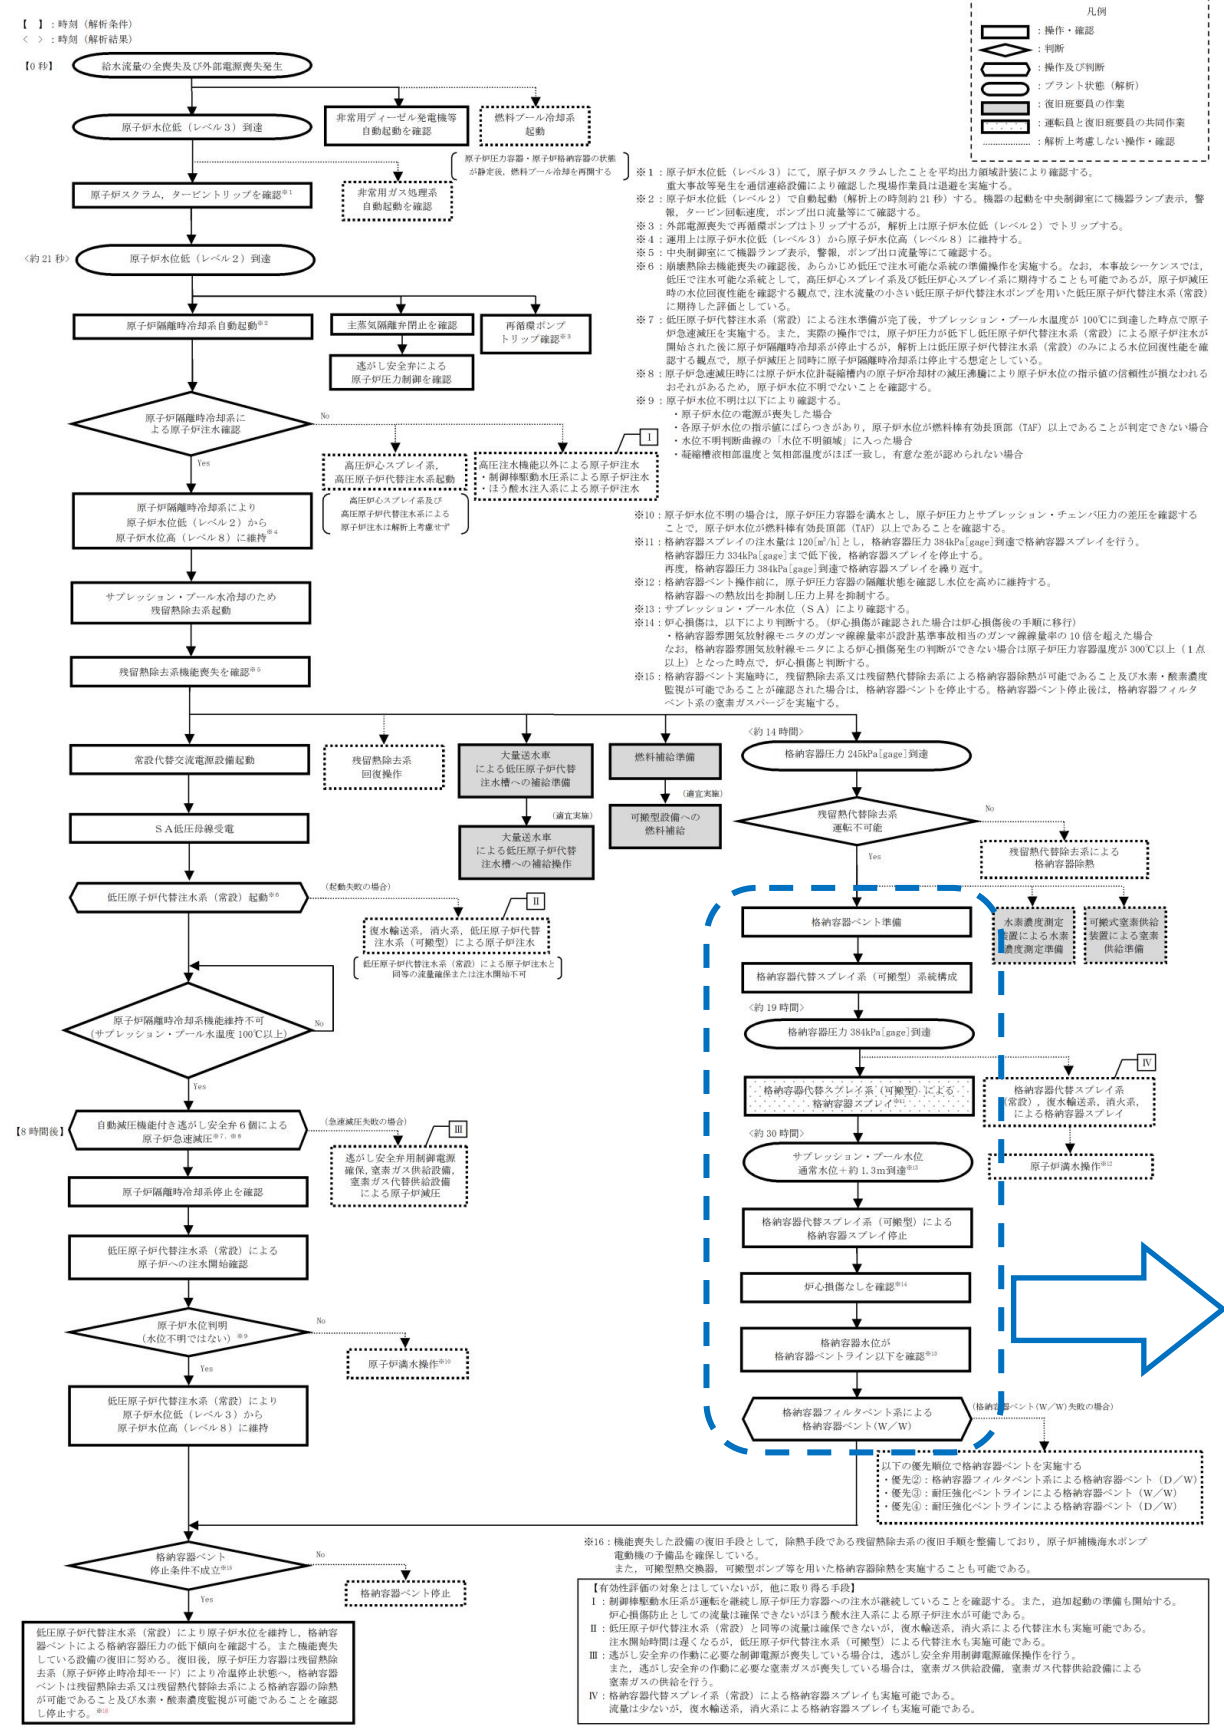 【　】：時刻（解析条件）
〈　〉：時刻（解析結果）
凡例
：操作・確認
：判断
：操作及び判断
：プラント状態（解析）
：復旧班要員の作業
：運転員と復旧班要員の共同作業
：解析上考慮しない操作・確認
【0秒】
給水流量の全喪失及び外部電源喪失発生
原子炉水位低（レベル３）到達
非常用ディーゼル発電機等
自動起動を確認
燃料プール冷却系
起動
原子炉圧力容器・原子炉格納容器の状態
が静定後，燃料プール冷却を再開する
原子炉スクラム，タービントリップを確認※1
非常用ガス処理系
自動起動を確認
〈約21秒〉
原子炉水位低（レベル２）到達
原子炉隔離時冷却系自動起動※2
主蒸気隔離弁閉止を確認
再循環ポンプ
トリップ確認※3
逃がし安全弁による
原子炉圧力制御を確認
原子炉隔離時冷却系に
よる原子炉注水確認
No
Yes
高圧炉心スプレイ系，
高圧原子炉代替注水系起動
高圧炉心スプレイ系及び
高圧原子炉代替注水系による
原子炉注水は解析上考慮せず
Ⅰ
高圧注水機能以外による原子炉注水
・制御棒駆動水圧系による原子炉注水
・ほう酸水注入系による原子炉注水
原子炉隔離時冷却系により
原子炉水位低（レベル２）から
原子炉水位高（レベル８）に維持※4
サプレッション・プール水冷却のため
残留熱除去系起動
残留熱除去系機能喪失を確認※5
※1：原子炉水位低（レベル３）にて，原子炉スクラムしたことを平均出力領域計装により確認する。
重大事故等発生を通信連絡設備により確認した現場作業員は退避を実施する。
※2：原子炉水位低（レベル２）で自動起動（解析上の時刻約21秒）する。機器の起動を中央制御室にて機器ランプ表示，警
報，タービン回転速度，ポンプ出口流量等にて確認する。
※3：外部電源喪失で再循環ポンプはトリップするが，解析上は原子炉水位低（レベル２）でトリップする。
※4：運用上は原子炉水位低（レベル３）から原子炉水位高（レベル８）に維持する。
※5：中央制御室にて機器ランプ表示，警報，ポンプ出口流量等にて確認する。
※6：崩壊熱除去機能喪失の確認後，あらかじめ低圧で注水可能な系統の準備操作を実施する。なお，本事故シーケンスでは，
低圧で注水可能な系統として，高圧炉心スプレイ系及び低圧炉心スプレイ系に期待することも可能であるが，原子炉減圧
時の水位回復性能を確認する観点で，注水流量の小さい低圧原子炉代替注水ポンプを用いた低圧原子炉代替注水系（常設）
に期待した評価としている。
※7：低圧原子炉代替注水系（常設）による注水準備が完了後，サプレッション・プール水温度が100℃に到達した時点で原子
炉急速減圧を実施する。また，実際の操作では，原子炉圧力が低下し低圧原子炉代替注水系（常設）による原子炉注水が
開始された後に原子炉隔離時冷却系が停止するが，解析上は低圧原子炉代替注水系（常設）のみによる水位回復性能を確
認する観点で，原子炉減圧と同時に原子炉隔離時冷却系は停止する想定としている。
※8：原子炉急速減圧時には原子炉水位計凝縮槽内の原子炉冷却材の減圧沸騰により原子炉水位の指示値の信頼性が損なわれる
おそれがあるため，原子炉水位不明でないことを確認する。
※9：原子炉水位不明は以下により確認する。
・原子炉水位の電源が喪失した場合
・各原子炉水位の指示値にばらつきがあり，原子炉水位が燃料棒有効長頂部（TAF）以上であることが判定できない場合
・水位不明判断曲線の「水位不明領域」に入った場合
・凝縮槽液相部温度と気相部温度がほぼ一致し，有意な差が認められない場合
※10：原子炉水位不明の場合は，原子炉圧力容器を満水とし，原子炉圧力とサプレッション・チェンバ圧力の差圧を確認する
ことで，原子炉水位が燃料棒有効長頂部（TAF）以上であることを確認する。
※11：格納容器スプレイの注水量は120[m³/h]とし，格納容器圧力384kPa[gage]到達で格納容器スプレイを行う。
格納容器圧力334kPa[gage]まで低下後，格納容器スプレイを停止する。
再度，格納容器圧力384kPa[gage]到達で格納容器スプレイを繰り返す。
※12：格納容器ベント操作前に，原子炉圧力容器の隔離状態を確認し水位を高めに維持する。
格納容器への熱放出を抑制し圧力上昇を抑制する。
※13：サプレッション・プール水位（ＳＡ）により確認する。
※14：炉心損傷は，以下により判断する。（炉心損傷が確認された場合は炉心損傷後の手順に移行）
・格納容器雰囲気放射線モニタのガンマ線線量率が設計基準事故相当のガンマ線線量率の10倍を超えた場合
なお，格納容器雰囲気放射線モニタによる炉心損傷発生の判断ができない場合は原子炉圧力容器温度が300℃以上（１点
以上）となった時点で，炉心損傷と判断する。
※15：格納容器ベント実施時に，残留熱除去系又は残留熱代替除去系による格納容器除熱が可能であること及び水素・酸素濃度
監視が可能であることが確認された場合は，格納容器ベントを停止する。格納容器ベント停止後は，格納容器フィルタ
ベント系の窒素ガスパージを実施する。
常設代替交流電源設備起動
残留熱除去系
回復操作
大量送水車
による低圧原子炉代替
注水槽への補給準備
燃料補給準備
（適宜実施）
（適宜実施）
大量送水車
による低圧原子炉代替
注水槽への補給操作
可搬型設備への
燃料補給
〈約14時間〉
格納容器圧力245kPa[gage]到達
残留熱代替除去系
運転不可能
No
Yes
残留熱代替除去系による
格納容器除熱
ＳＡ低圧母線受電
低圧原子炉代替注水系（常設）起動※6
（起動失敗の場合）
Ⅱ
復水輸送系，消火系，低圧原子炉代替
注水系（可搬型）による原子炉注水
低圧原子炉代替注水系（常設）による原子炉注水と
同等の流量確保または注水開始不可
格納容器ベント準備
水素濃度測定
装置による水素
濃度測定準備
可搬式窒素供給
装置による窒素
供給準備
格納容器代替スプレイ系（可搬型）系統構成
〈約19時間〉
格納容器圧力384kPa[gage]到達
原子炉隔離時冷却系機能維持不可
（サプレッション・プール水温度100℃以上）
No
Yes
Ⅳ
格納容器代替スプレイ系（可搬型）による
格納容器スプレイ※11
格納容器代替スプレイ系
（常設），復水輸送系，消火系，
による格納容器スプレイ
原子炉満水操作※12
【8時間後】
自動減圧機能付き逃がし安全弁６個による
原子炉急速減圧※7，※8
（急速減圧失敗の場合）
Ⅲ
逃がし安全弁用制御電源
確保，窒素ガス供給設備，
窒素ガス代替供給設備
による原子炉減圧
〈約30時間〉
サプレッション・プール水位
通常水位＋約1.3m到達※13
原子炉隔離時冷却系停止を確認
格納容器代替スプレイ系（可搬型）による
格納容器スプレイ停止
低圧原子炉代替注水系（常設）による
原子炉への注水開始確認
炉心損傷なしを確認※14
原子炉水位判明
（水位不明ではない）※9
No
Yes
原子炉満水操作※10
格納容器水位が
格納容器ベントライン以下を確認※13
低圧原子炉代替注水系（常設）により
原子炉水位低（レベル３）から
原子炉水位高（レベル８）に維持
格納容器フィルタベント系による
格納容器ベント（Ｗ／Ｗ）
（格納容器ベント（Ｗ／Ｗ）失敗の場合）
以下の優先順位で格納容器ベントを実施する
・優先②：格納容器フィルタベント系による格納容器ベント（Ｄ／Ｗ）
・優先③：耐圧強化ベントラインによる格納容器ベント（Ｗ／Ｗ）
・優先④：耐圧強化ベントラインによる格納容器ベント（Ｄ／Ｗ）
格納容器ベント
停止条件不成立※15
No
Yes
格納容器ベント停止
低圧原子炉代替注水系（常設）により原子炉水位を維持し，格納容
器ベントによる格納容器圧力の低下傾向を確認する。また機能喪失
している設備の復旧に努める。復旧後，原子炉圧力容器は残留熱除
去系（原子炉停止時冷却モード）により冷温停止状態へ，格納容器
ベントは残留熱除去系又は残留熱代替除去系による格納容器の除熱
が可能であること及び水素・酸素濃度監視が可能であることを確認
し停止する。※16
※16：機能喪失した設備の復旧手段として，除熱手段である残留熱除去系の復旧手順を整備しており，原子炉補機海水ポンプ
電動機の予備品を確保している。
また，可搬型熱交換器，可搬型ポンプ等を用いた格納容器除熱を実施することも可能である。
【有効性評価の対象とはしていないが，他に取り得る手段】
Ⅰ：制御棒駆動水圧系が運転を継続し原子炉圧力容器への注水が継続していることを確認する。また，追加起動の準備も開始する。
炉心損傷防止としての流量は確保できないがほう酸水注入系による原子炉注水が可能である。
Ⅱ：低圧原子炉代替注水系（常設）と同等の流量は確保できないが，復水輸送系，消火系による代替注水も実施可能である。
注水開始時間は遅くなるが，低圧原子炉代替注水系（可搬型）による代替注水も実施可能である。
Ⅲ：逃がし安全弁の作動に必要な制御電源が喪失している場合は，逃がし安全弁用制御電源確保操作を行う。
また，逃がし安全弁の作動に必要な窒素ガスが喪失している場合は，窒素ガス供給設備，窒素ガス代替供給設備による
窒素ガスの供給を行う。
Ⅳ：格納容器代替スプレイ系（常設）による格納容器スプレイも実施可能である。
流量は少ないが，復水輸送系，消火系による格納容器スプレイも実施可能である。